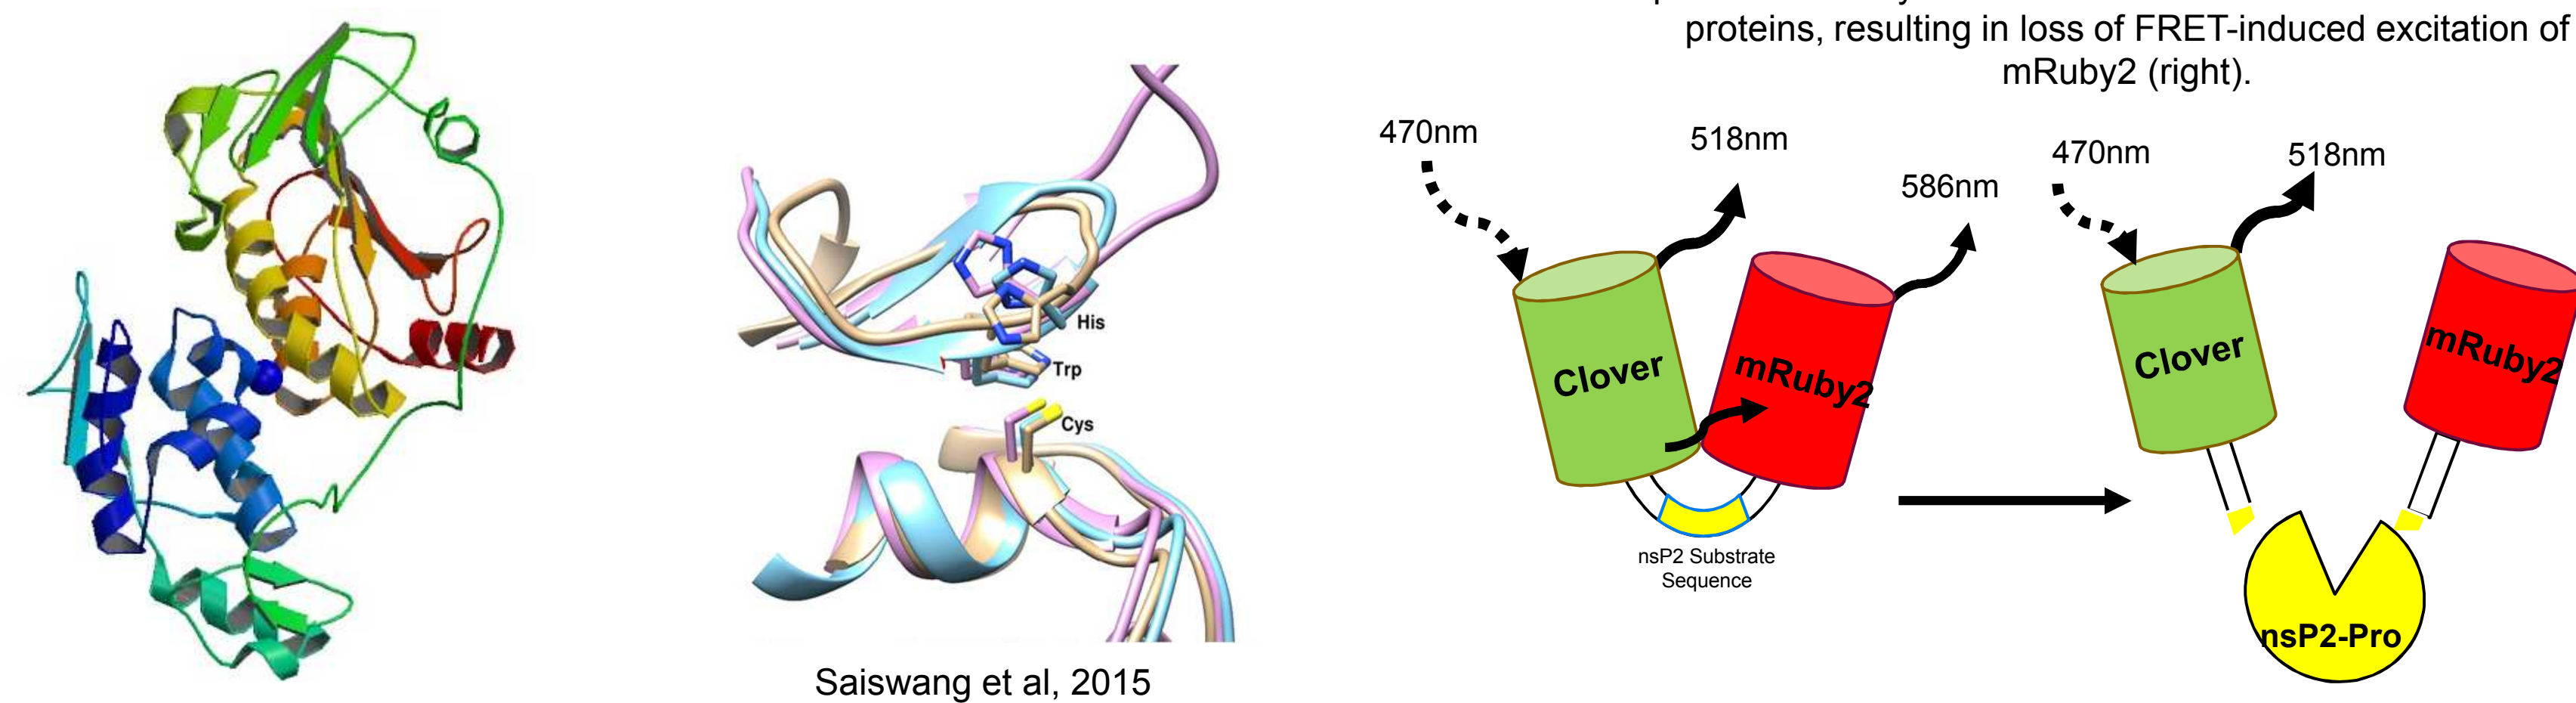 proteins, resulting in loss of FRET-induced excitation of
mRuby2 (right).
His
Trp
Cys
Saiswang et al, 2015
470nm
518nm
586nm
Clover
mRuby2
nsP2 Substrate
Sequence
470nm
518nm
Clover
mRuby2
nsP2-Pro